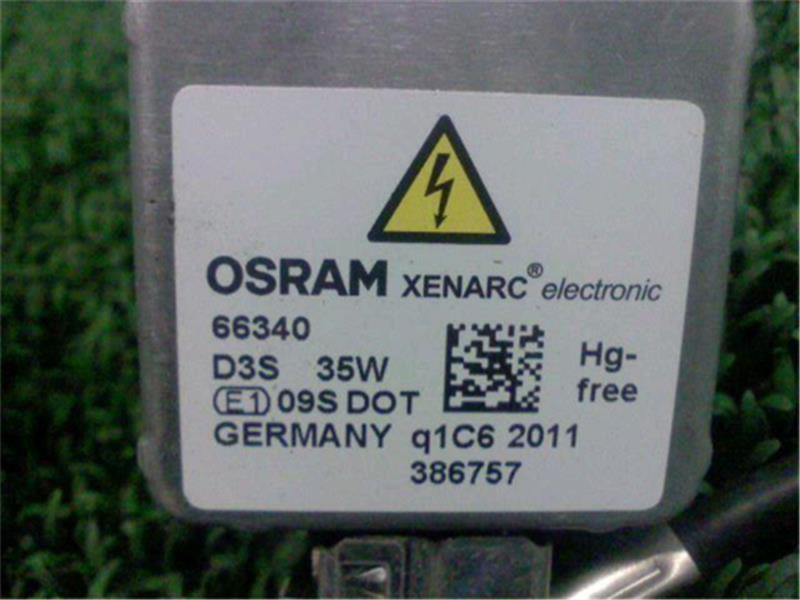 OSRAM XENARC® electronic
66340
D3S 35W
Hg-
free
E1 09S DOT
GERMANY q1C6 2011
386757